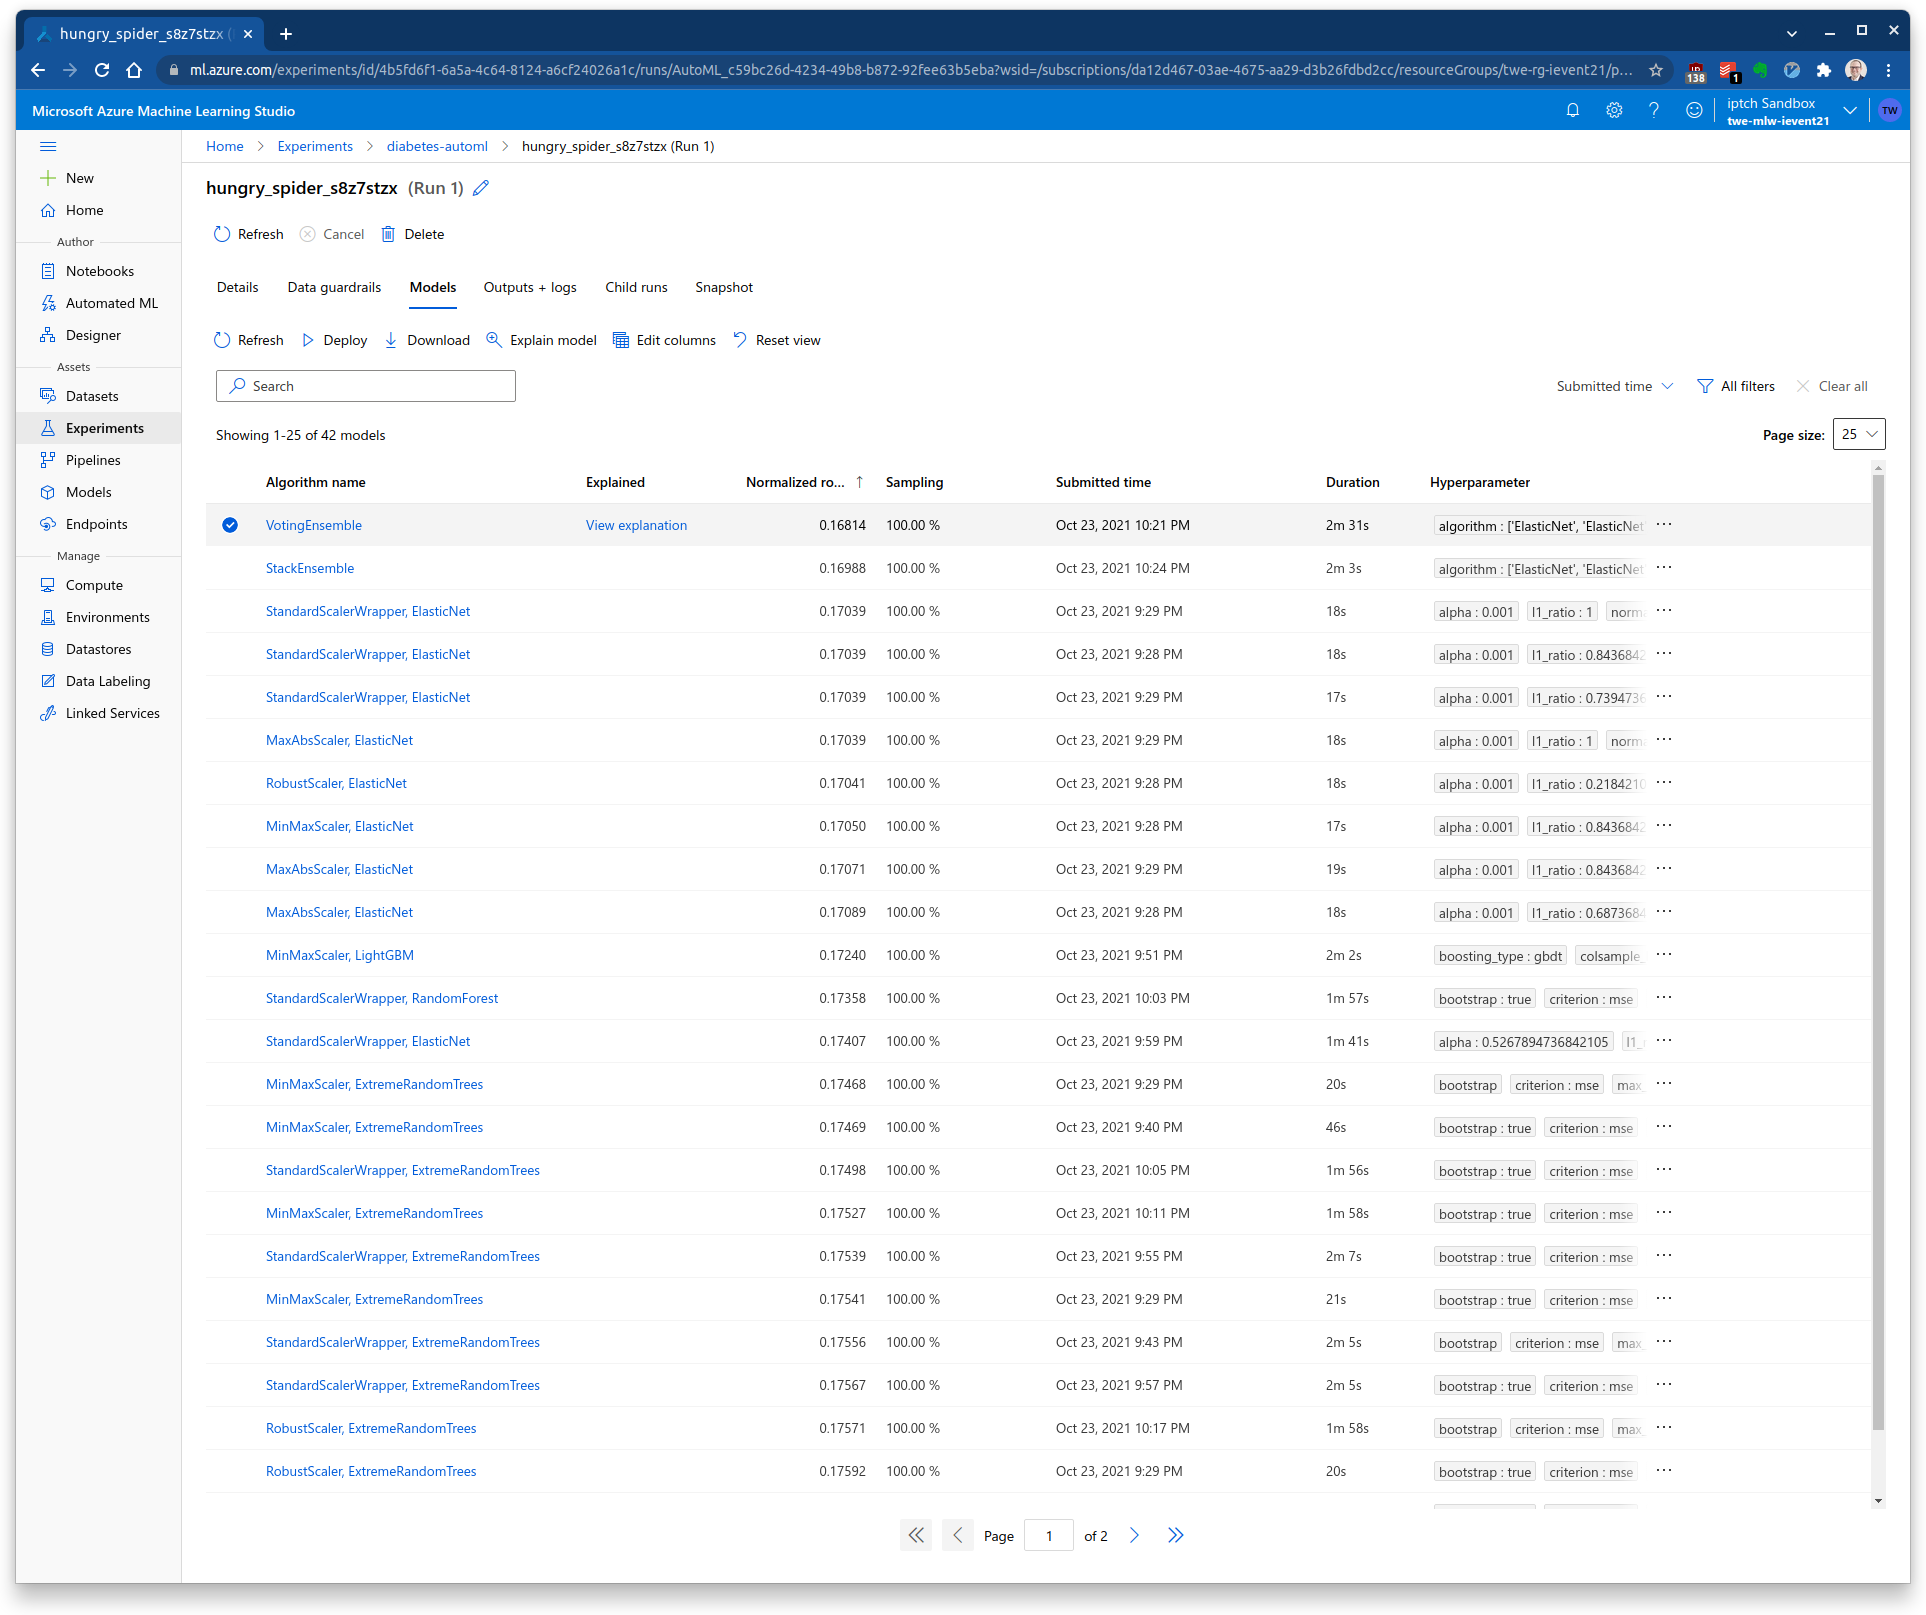 hungry_spider_s8z7stzx (
ml.azure.com/experiments/id/4b5fd6f1-6a5a-4c64-8124-a6cf24026a1c/runs/AutoML_c59bc26d-4234-49b8-b872-92fee63b5eba?wsid=/subscriptions/da12d467-03ae-4675-aa29-d3b26fdbd2cc/resourceGroups/twe-rg-ievent21/p...
138
1
Microsoft Azure Machine Learning Studio
iptch Sandbox
twe-mlw-ievent21
TW
Home > Experiments > diabetes-automl > hungry_spider_s8z7stzx (Run 1)
New
Home
Author
Notebooks
Automated ML
Designer
Assets
Datasets
Experiments
Pipelines
Models
Endpoints
Manage
Compute
Environments
Datastores
Data Labeling
Linked Services
hungry_spider_s8z7stzx (Run 1)
Refresh Cancel Delete
Details Data guardrails Models Outputs + logs Child runs Snapshot
Refresh Deploy Download Explain model Edit columns Reset view
Search
Submitted time All filters Clear all
Showing 1-25 of 42 models
Page size: 25
Algorithm name Explained Normalized ro... ↑ Sampling Submitted time Duration Hyperparameter
VotingEnsemble View explanation 0.16814 100.00 % Oct 23, 2021 10:21 PM 2m 31s algorithm : ['ElasticNet', 'ElasticNet ...
StackEnsemble 0.16988 100.00 % Oct 23, 2021 10:24 PM 2m 3s algorithm : ['ElasticNet', 'ElasticNet ...
StandardScalerWrapper, ElasticNet 0.17039 100.00 % Oct 23, 2021 9:29 PM 18s alpha : 0.001 l1_ratio : 1 norm ...
StandardScalerWrapper, ElasticNet 0.17039 100.00 % Oct 23, 2021 9:28 PM 18s alpha : 0.001 l1_ratio : 0.8436842 ...
StandardScalerWrapper, ElasticNet 0.17039 100.00 % Oct 23, 2021 9:29 PM 17s alpha : 0.001 l1_ratio : 0.7394736 ...
MaxAbsScaler, ElasticNet 0.17039 100.00 % Oct 23, 2021 9:29 PM 18s alpha : 0.001 l1_ratio : 1 norm ...
RobustScaler, ElasticNet 0.17041 100.00 % Oct 23, 2021 9:28 PM 18s alpha : 0.001 l1_ratio : 0.2184210 ...
MinMaxScaler, ElasticNet 0.17050 100.00 % Oct 23, 2021 9:28 PM 17s alpha : 0.001 l1_ratio : 0.8436842 ...
MaxAbsScaler, ElasticNet 0.17071 100.00 % Oct 23, 2021 9:29 PM 19s alpha : 0.001 l1_ratio : 0.8436842 ...
MaxAbsScaler, ElasticNet 0.17089 100.00 % Oct 23, 2021 9:28 PM 18s alpha : 0.001 l1_ratio : 0.6873684 ...
MinMaxScaler, LightGBM 0.17240 100.00 % Oct 23, 2021 9:51 PM 2m 2s boosting_type : gbdt colsample_ ...
StandardScalerWrapper, RandomForest 0.17358 100.00 % Oct 23, 2021 10:03 PM 1m 57s bootstrap : true criterion : mse ...
StandardScalerWrapper, ElasticNet 0.17407 100.00 % Oct 23, 2021 9:59 PM 1m 41s alpha : 0.5267894736842105 l1_ ...
MinMaxScaler, ExtremeRandomTrees 0.17468 100.00 % Oct 23, 2021 9:29 PM 20s bootstrap criterion : mse max_ ...
MinMaxScaler, ExtremeRandomTrees 0.17469 100.00 % Oct 23, 2021 9:40 PM 46s bootstrap : true criterion : mse ...
StandardScalerWrapper, ExtremeRandomTrees 0.17498 100.00 % Oct 23, 2021 10:05 PM 1m 56s bootstrap : true criterion : mse ...
MinMaxScaler, ExtremeRandomTrees 0.17527 100.00 % Oct 23, 2021 10:11 PM 1m 58s bootstrap : true criterion : mse ...
StandardScalerWrapper, ExtremeRandomTrees 0.17539 100.00 % Oct 23, 2021 9:55 PM 2m 7s bootstrap : true criterion : mse ...
MinMaxScaler, ExtremeRandomTrees 0.17541 100.00 % Oct 23, 2021 9:29 PM 21s bootstrap : true criterion : mse ...
StandardScalerWrapper, ExtremeRandomTrees 0.17556 100.00 % Oct 23, 2021 9:43 PM 2m 5s bootstrap criterion : mse max_ ...
StandardScalerWrapper, ExtremeRandomTrees 0.17567 100.00 % Oct 23, 2021 9:57 PM 2m 5s bootstrap : true criterion : mse ...
RobustScaler, ExtremeRandomTrees 0.17571 100.00 % Oct 23, 2021 10:17 PM 1m 58s bootstrap criterion : mse max_ ...
RobustScaler, ExtremeRandomTrees 0.17592 100.00 % Oct 23, 2021 9:29 PM 20s bootstrap : true criterion : mse ...
Page 1 of 2